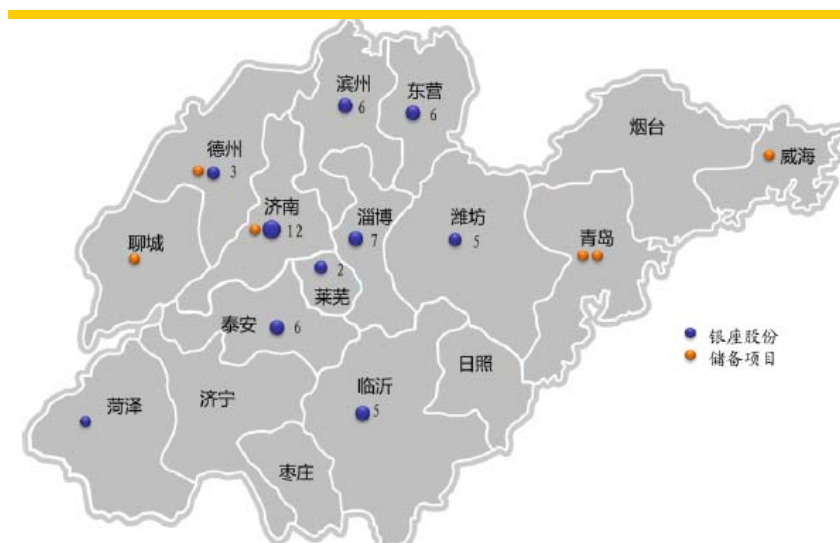 滨州
6
东营
6
烟台
威海
德州
3
济南
12
淄博
7
潍坊
5
青岛
聊城
2
莱芜
泰安
6
银座股份
储备项目
日照
临沂
5
菏泽
济宁
枣庄